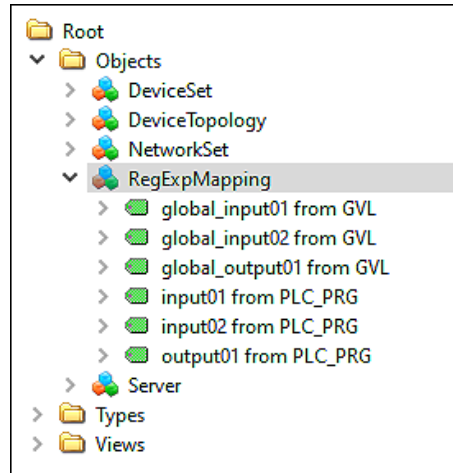 Root
Objects
DeviceSet
DeviceTopology
NetworkSet
RegExpMapping
global_input01 from GVL
global_input02 from GVL
global_output01 from GVL
input01 from PLC_PRG
input02 from PLC_PRG
output01 from PLC_PRG
Server
Types
Views